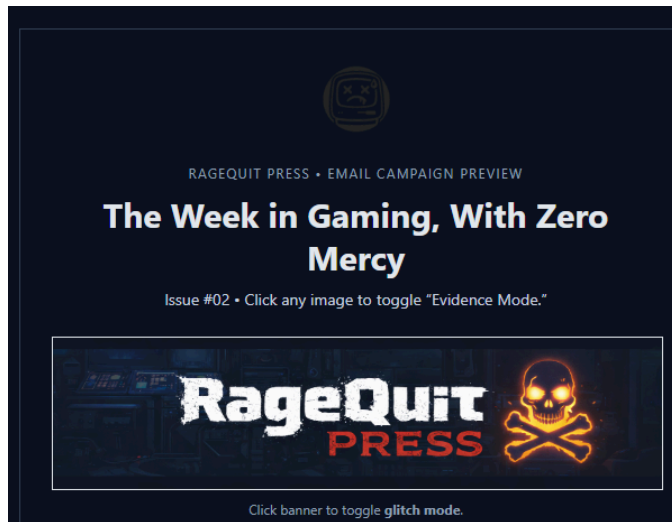 RAGEQUIT PRESS • EMAIL CAMPAIGN PREVIEW
The Week in Gaming, With Zero
Mercy
Issue #02 • Click any image to toggle “Evidence Mode.”
RageQuit
PRESS
Click banner to toggle glitch mode.